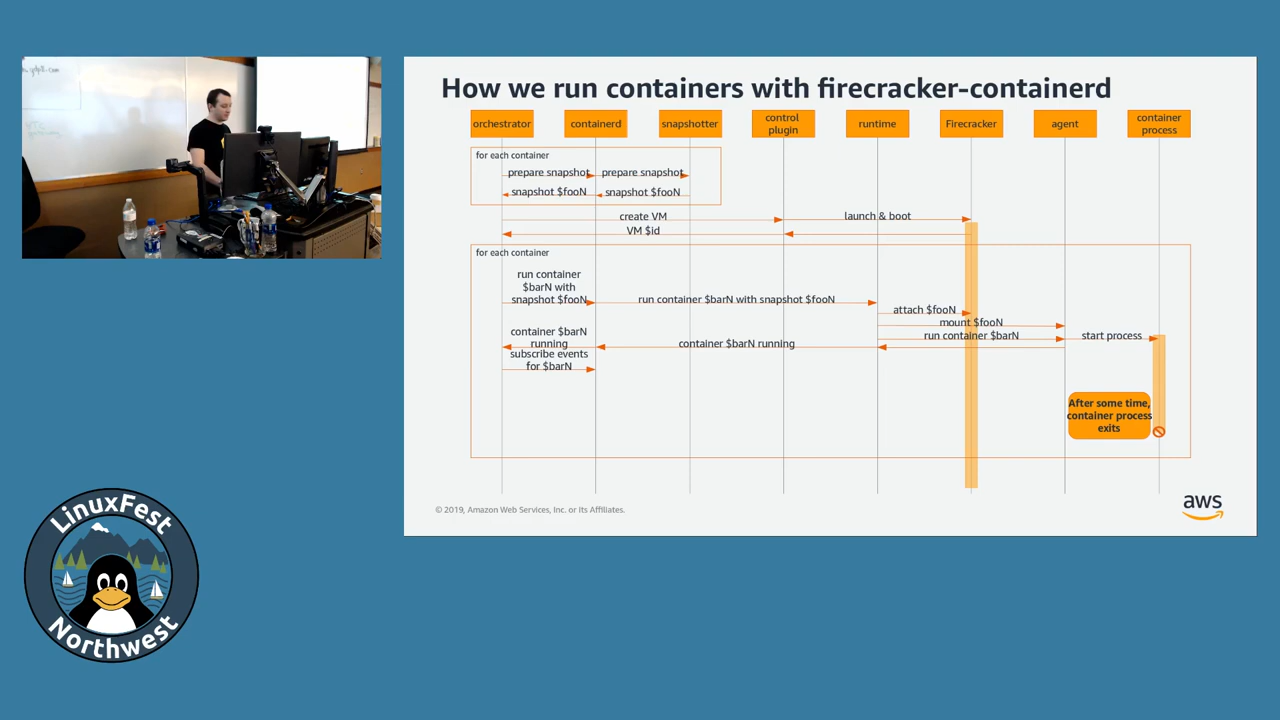 How we run containers with firecracker-containerd
orchestrator
containerd
snapshotter
control
plugin
runtime
Firecracker
agent
container
process
for each container
prepare snapshot
prepare snapshot
snapshot $fooN
snapshot $fooN
create VM
launch & boot
VM $id
for each container
run container
$barN with
snapshot $fooN
run container $barN with snapshot $fooN
attach $fooN
mount $fooN
run container $barN
start process
container $barN
running
container $barN running
subscribe events
for $barN
After some time,
container process
exits
© 2019, Amazon Web Services, Inc. or its Affiliates.
aws
LinuxFest
Northwest